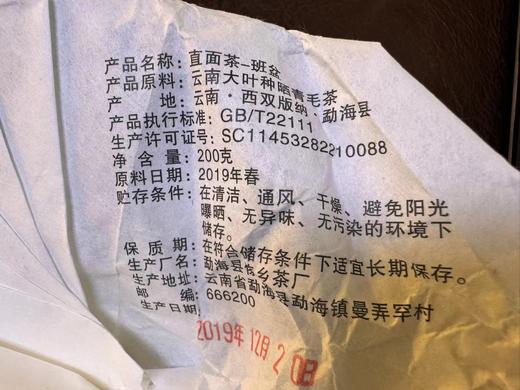 产品名称：直面茶-班盆
产品原料：云南大叶种晒青毛茶
产　　地：云南·西双版纳·勐海县
产品执行标准：GB/T22111
生产许可证号：SC11453282210088
净 含 量：200克
原料日期：2019年春
贮存条件：在清洁、通风、干燥、避免阳光
曝晒、无异味、无污染的环境下
储存。
保 质 期：在符合储存条件下适宜长期保存。
生产厂名：勐海县 乡茶厂
生产地址：云南省勐海县勐海镇曼弄罕村
邮　　编：666200
生产日期：
2019年12月2 0日